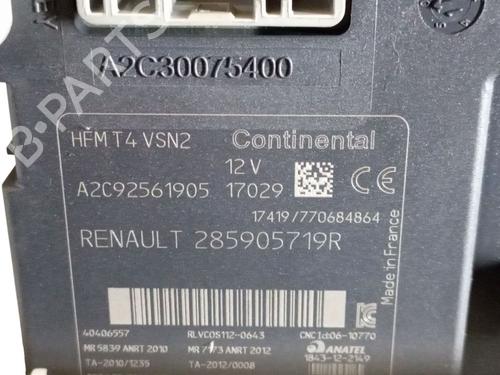 A2C30075400
HFM T4 VSN2 Continental
12 V
A2C92561905 17029
17419/770684864
RENAULT 285905719R
Made in France
CE
40406557 RLVCOS112-0643 CNC Id:06-10770
MR 5839 ANRT 2010 MR 7173 ANRT 2012 ANATEL
TA-2010/1235 TA-2012/0008 1843-12-2149
B-PARTS